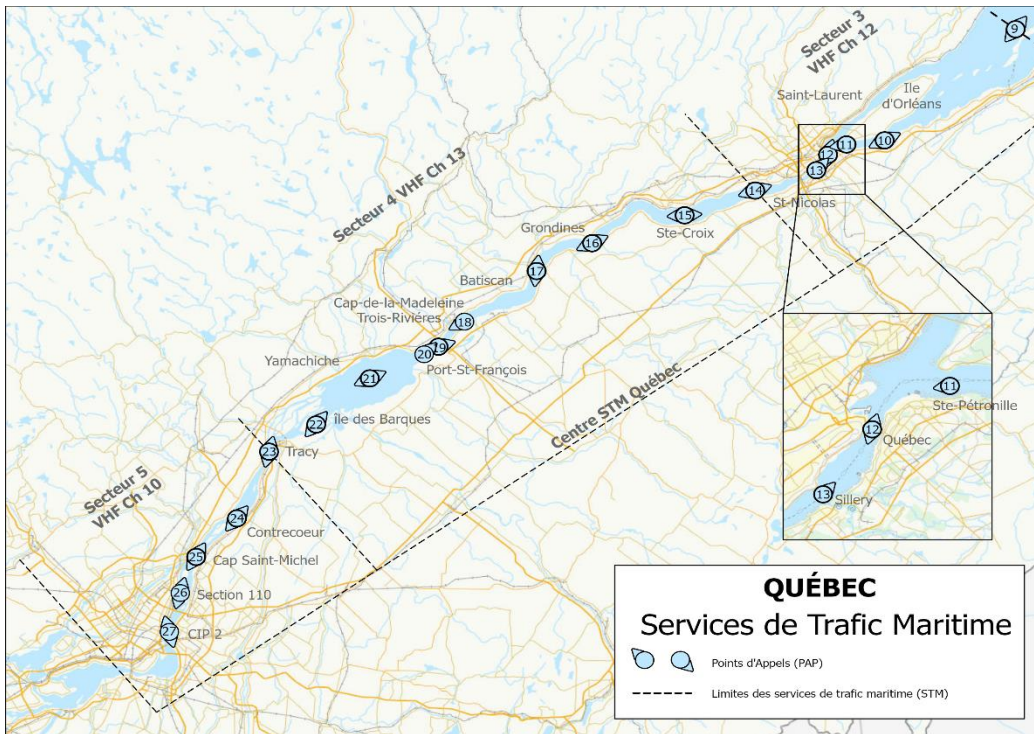 Secteur 3
VHF Ch 12
9
Saint-Laurent
Ile
d'Orléans
10
11
12
13
14
St-Nicolas
15
Ste-Croix
Grondines
16
Secteur 4 VHF Ch 13
Batiscan
17
Cap-de-la-Madeleine
Trois-Riviéres
18
19
20
Port-St-François
Yamachiche
21
île des Barques
22
Centre STM Québec
23
Tracy
Secteur 5
VHF Ch 10
24
Contrecoeur
25
Cap Saint-Michel
26
Section 110
27
CIP 2
11
Ste-Pétronille
12
Québec
13
Sillery
QUÉBEC
Services de Trafic Maritime
Points d'Appels (PAP)
Limites des services de trafic maritime (STM)